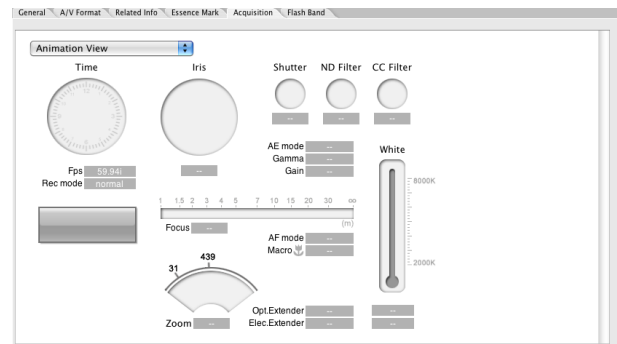 General A/V Format Related Info Essence Mark Acquisition Flash Band
Animation View
Time Iris Shutter ND Filter CC Filter
12
-- -- --
AE mode --
Gamma --
Gain --
White
--
Fps 59.94i
Rec mode normal
8000K
1 1.5 2 3 4 5 7 10 15 20 30 ∞
(m)
Focus --
AF mode --
Macro --
2000K
31 439
Zoom --
Opt.Extender -- --
Elec.Extender -- --